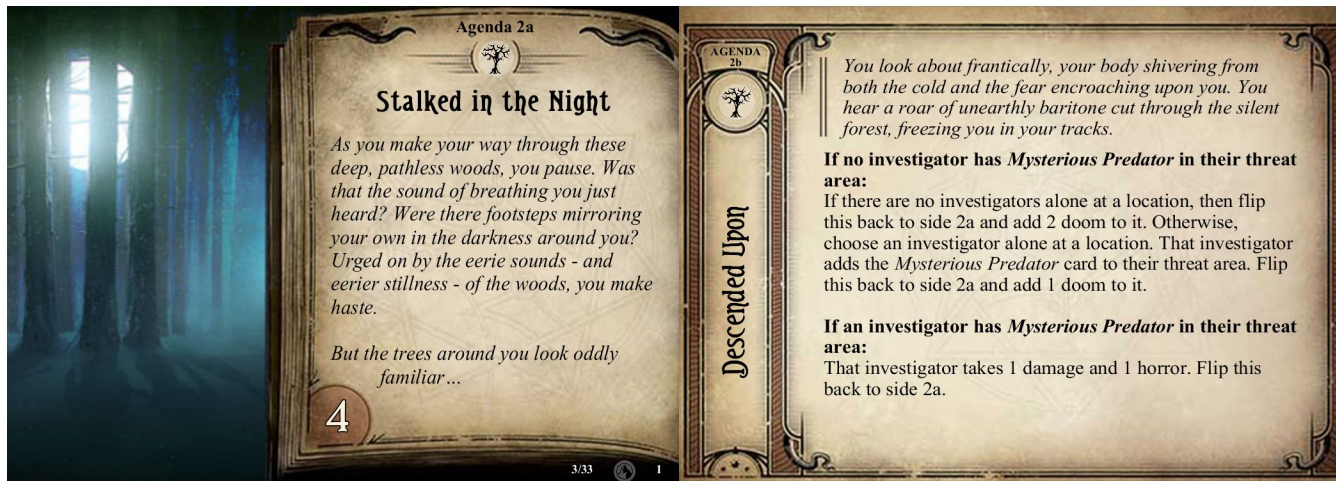 Agenda 2a
Stalked in the Night
As you make your way through these
deep, pathless woods, you pause. Was
that the sound of breathing you just
heard? Were there footsteps mirroring
your own in the darkness around you?
Urged on by the eerie sounds - and
eerier stillness - of the woods, you make
haste.
But the trees around you look oddly
familiar...
4
3/33
1
AGENDA
2b
Descended Upon
You look about frantically, your body shivering from
both the cold and the fear encroaching upon you. You
hear a roar of unearthly baritone cut through the silent
forest, freezing you in your tracks.
If no investigator has Mysterious Predator in their threat
area:
If there are no investigators alone at a location, then flip
this back to side 2a and add 2 doom to it. Otherwise,
choose an investigator alone at a location. That investigator
adds the Mysterious Predator card to their threat area. Flip
this back to side 2a and add 1 doom to it.
If an investigator has Mysterious Predator in their threat
area:
That investigator takes 1 damage and 1 horror. Flip this
back to side 2a.